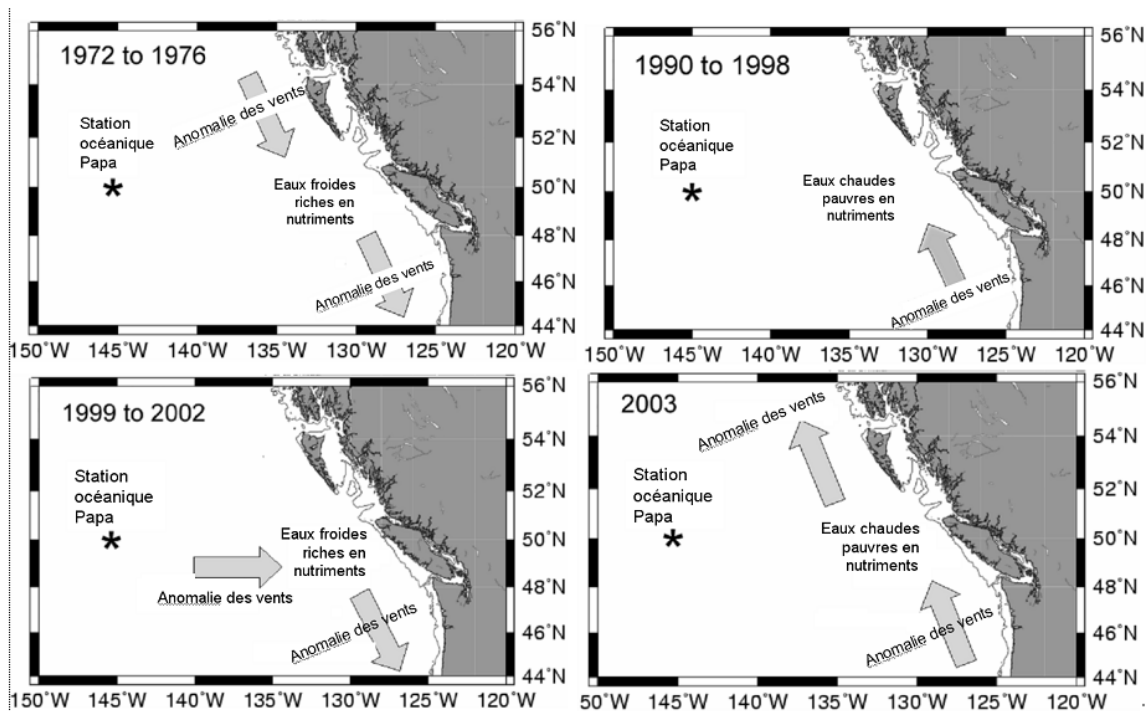 1972 to 1976
Anomalie des vents
Station
océanique
Papa
Eaux froides
riches en
nutriments
Anomalie des vents
56°N
54°N
52°N
50°N
48°N
46°N
44°N
150°W 145°W 140°W 135°W 130°W 125°W 120°W
1990 to 1998
Station
océanique
Papa
Eaux chaudes
pauvres en
nutriments
Anomalie des vents
56°N
54°N
52°N
50°N
48°N
46°N
44°N
150°W 145°W 140°W 135°W 130°W 125°W 120°W
1999 to 2002
Station
océanique
Papa
Eaux froides
riches en
nutriments
Anomalie des vents
Anomalie des vents
56°N
54°N
52°N
50°N
48°N
46°N
44°N
150°W 145°W 140°W 135°W 130°W 125°W 120°W
2003
Anomalie des vents
Station
océanique
Papa
Eaux chaudes
pauvres en
nutriments
Anomalie des vents
56°N
54°N
52°N
50°N
48°N
46°N
44°N
50°W 145°W 140°W 135°W 130°W 125°W 120°W